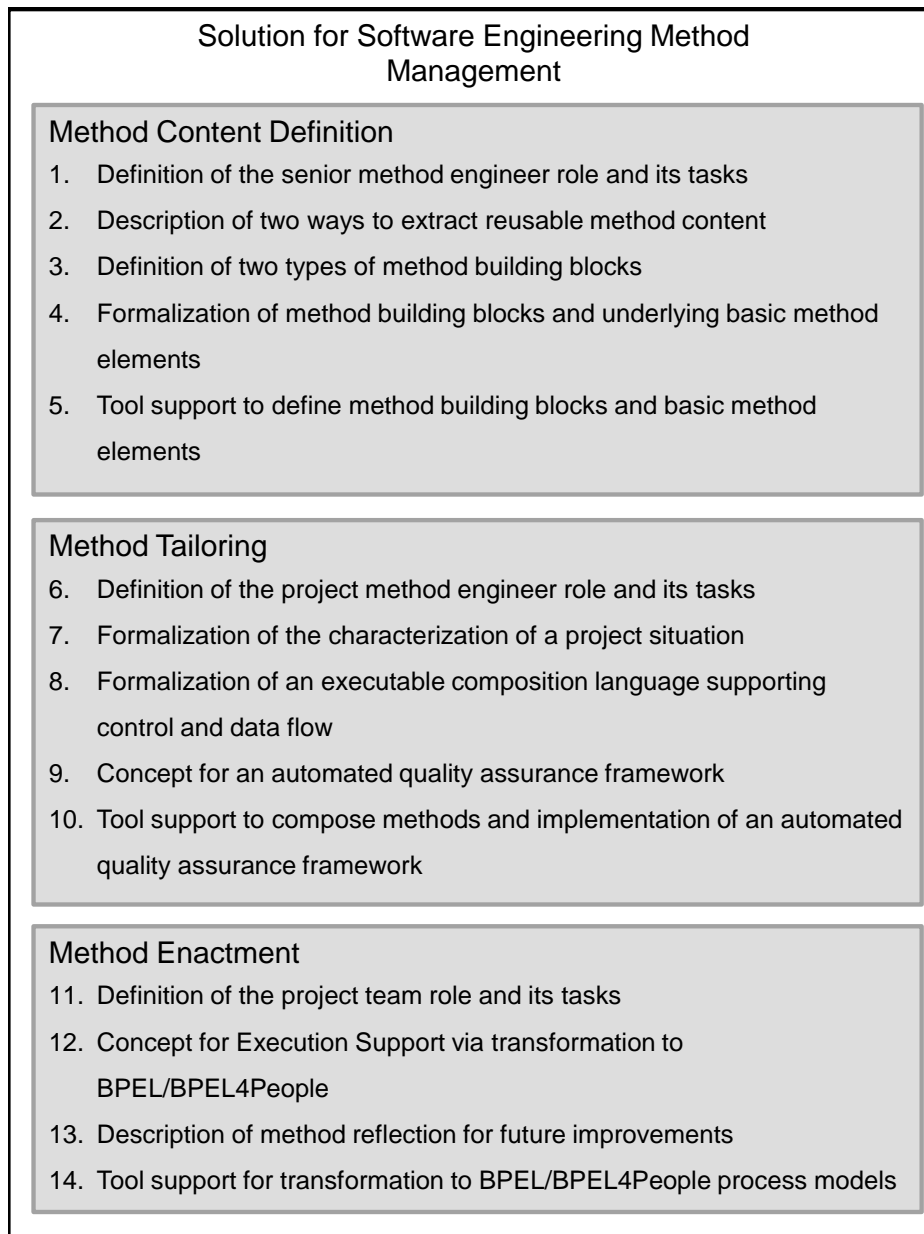 Solution for Software Engineering Method
Management
Method Content Definition
1. Definition of the senior method engineer role and its tasks
2. Description of two ways to extract reusable method content
3. Definition of two types of method building blocks
4. Formalization of method building blocks and underlying basic method
elements
5. Tool support to define method building blocks and basic method
elements
Method Tailoring
6. Definition of the project method engineer role and its tasks
7. Formalization of the characterization of a project situation
8. Formalization of an executable composition language supporting
control and data flow
9. Concept for an automated quality assurance framework
10. Tool support to compose methods and implementation of an automated
quality assurance framework
Method Enactment
11. Definition of the project team role and its tasks
12. Concept for Execution Support via transformation to
BPEL/BPEL4People
13. Description of method reflection for future improvements
14. Tool support for transformation to BPEL/BPEL4People process models